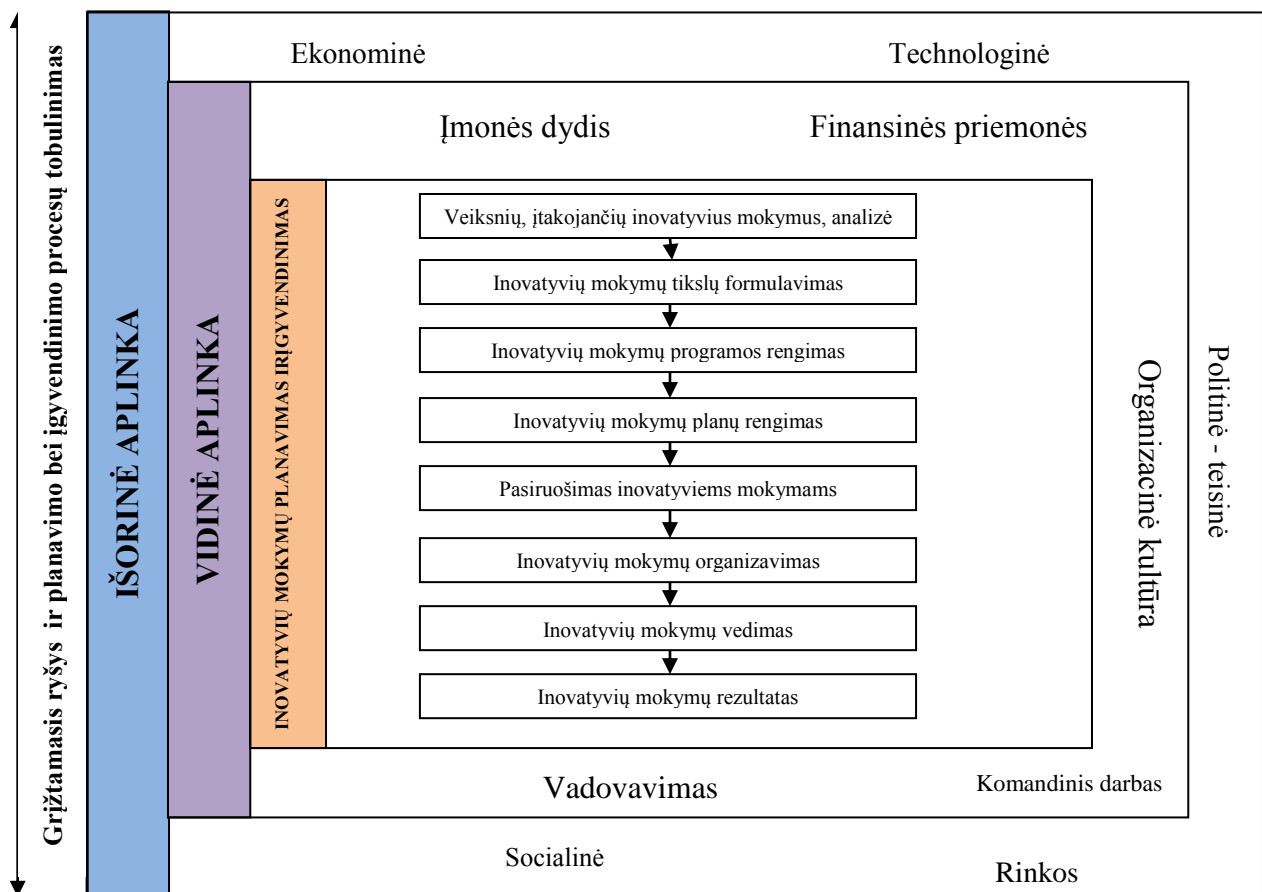 Grįžtamasis ryšys ir planavimo bei įgyvendinimo procesų tobulinimas
IŠORINĖ APLINKA
Ekonominė
Technologinė
VIDINĖ APLINKA
Įmonės dydis
Finansinės priemonės
INOVATYVIŲ MOKYMŲ PLANAVIMAS IRĮGYVENDINIMAS
Veiksnių, įtakojančių inovatyvius mokymus, analizė
Inovatyvių mokymų tikslų formulavimas
Inovatyvių mokymų programos rengimas
Inovatyvių mokymų planų rengimas
Pasiruošimas inovatyviems mokymams
Inovatyvių mokymų organizavimas
Inovatyvių mokymų vedimas
Inovatyvių mokymų rezultatas
Organizacinė kultūra
Politinė - teisinė
Vadovavimas
Komandinis darbas
Socialinė
Rinkos